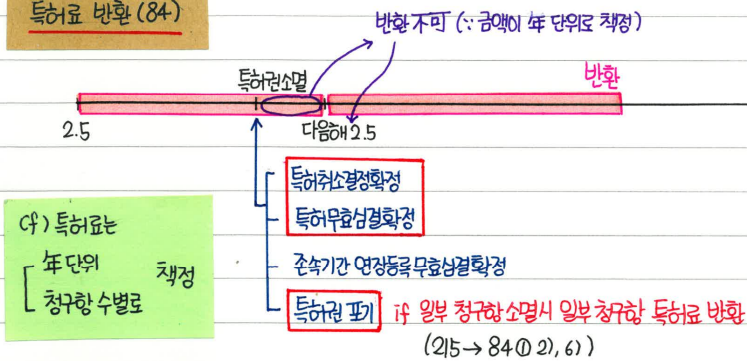 특허료 반환 (84)
반환 不可 (∵ 금액이 年 단위로 책정)
특허권소멸
반환
2.5
다음해 2.5
특허취소결정확정
특허무효심결확정
존속기간 연장등록무효심결확정
특허권 포기 if 일부 청구항 소멸시 일부 청구항 특허료 반환
(215 → 84① 2), 6))
cf) 특허료는
年 단위
청구항 수별로
책정